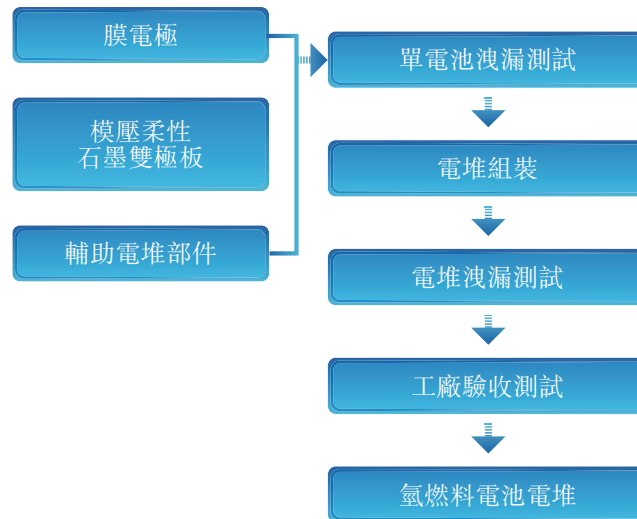 膜電極
模壓柔性
石墨雙極板
輔助電堆部件
單電池洩漏測試
電堆組裝
電堆洩漏測試
工廠驗收測試
氫燃料電池電堆